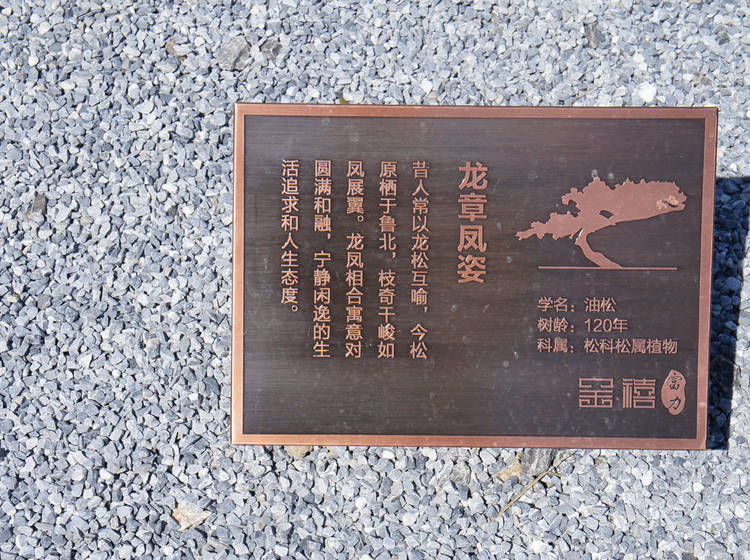 龙章凤姿
昔人常以龙松互喻，今松
原栖于鲁北，枝奇干峻如
凤展翼。龙凤相合寓意对
圆满和融，宁静闲逸的生
活追求和人生态度。
学名：油松
树龄：120年
科属：松科松属植物
金禧
富力